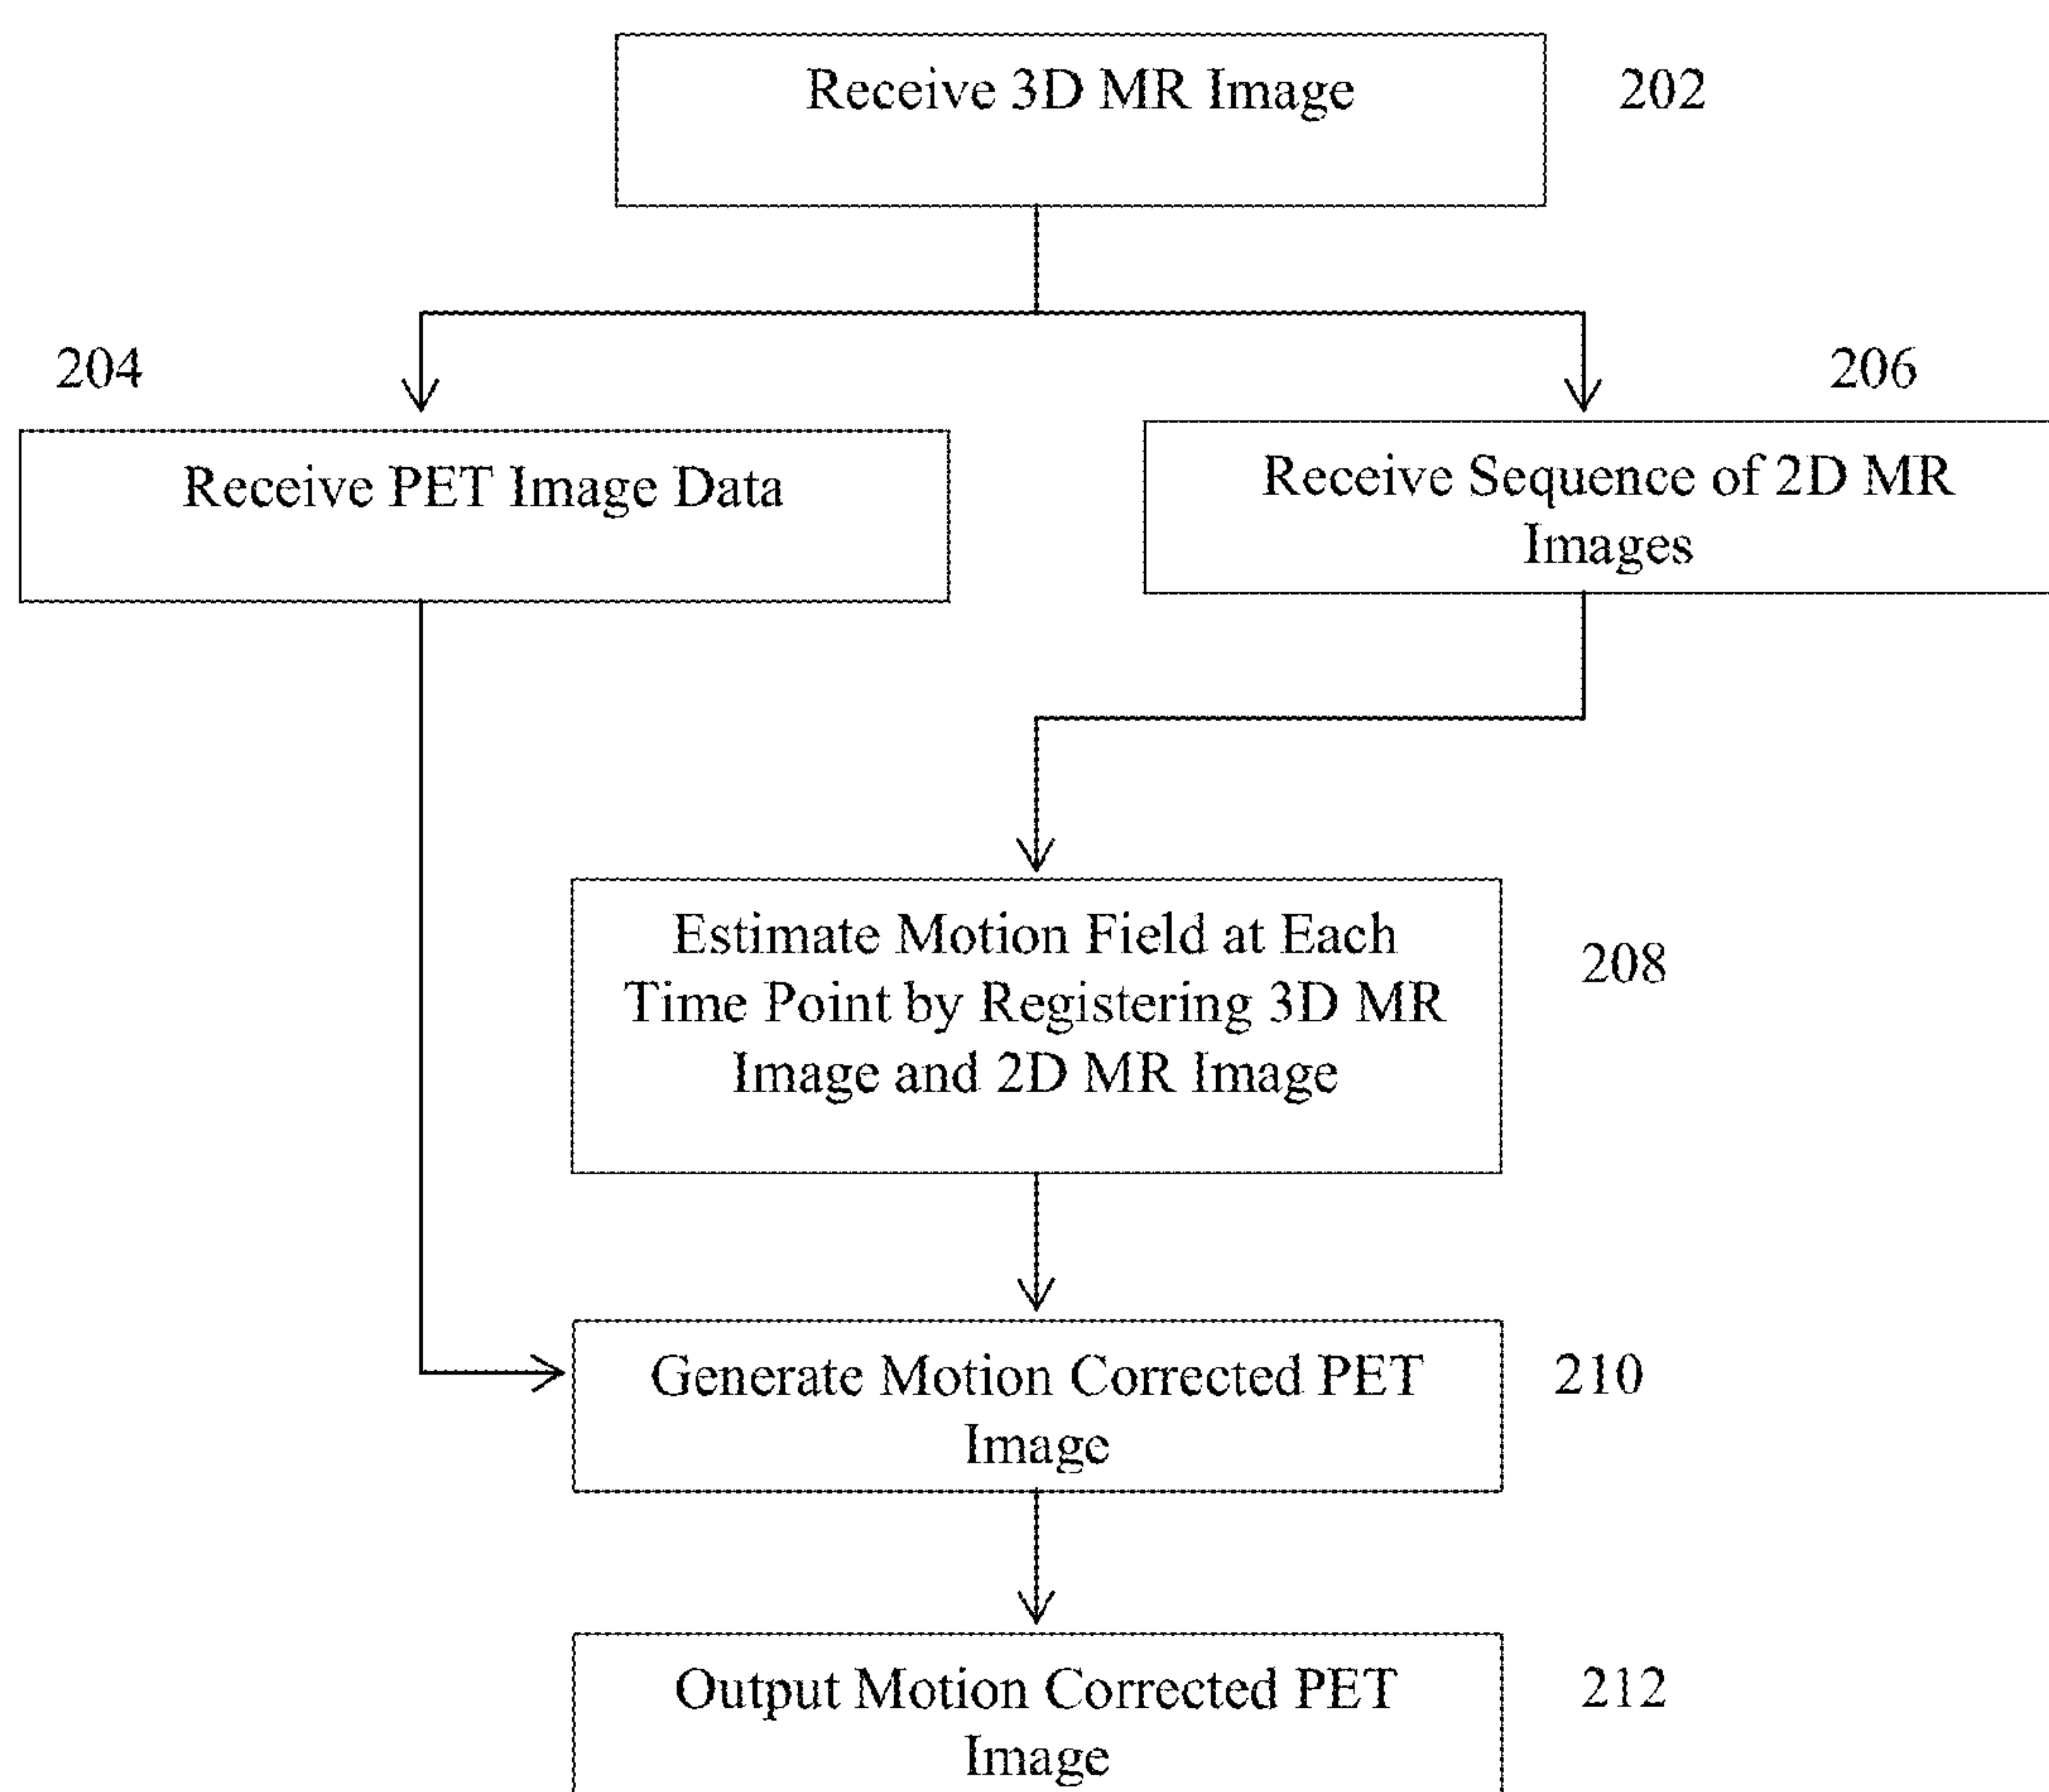 Receive 3D MR Image
202
204
206
Receive PET Image Data
Receive Sequence of 2D MR
Images
Estimate Motion Field at Each
Time Point by Registering 3D MR
Image and 2D MR Image
208
Generate Motion Corrected PET
Image
210
Output Motion Corrected PET
Image
212